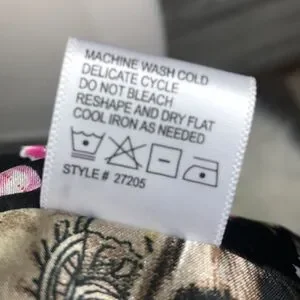 MACHINE WASH COLD
DELICATE CYCLE
DO NOT BLEACH
RESHAPE AND DRY FLAT
COOL IRON AS NEEDED
STYLE # 27205